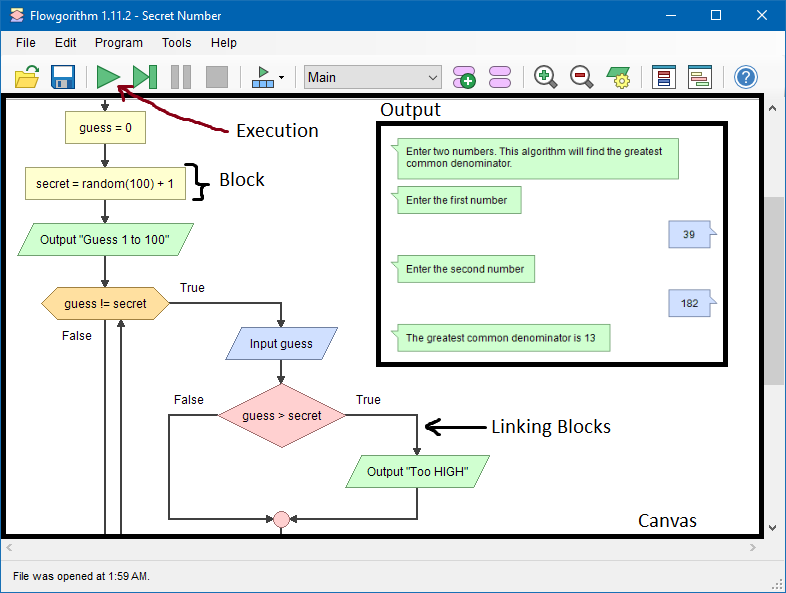 Flowgorithm 1.11.2 - Secret Number
File Edit Program Tools Help
Main
Execution
Output
guess = 0
secret = random(100) + 1
Block
Output "Guess 1 to 100"
guess != secret
True
False
Input guess
guess > secret
False
True
Linking Blocks
Output "Too HIGH"
Enter two numbers. This algorithm will find the greatest
common denominator.
Enter the first number
39
Enter the second number
182
The greatest common denominator is 13
Canvas
File was opened at 1:59 AM.